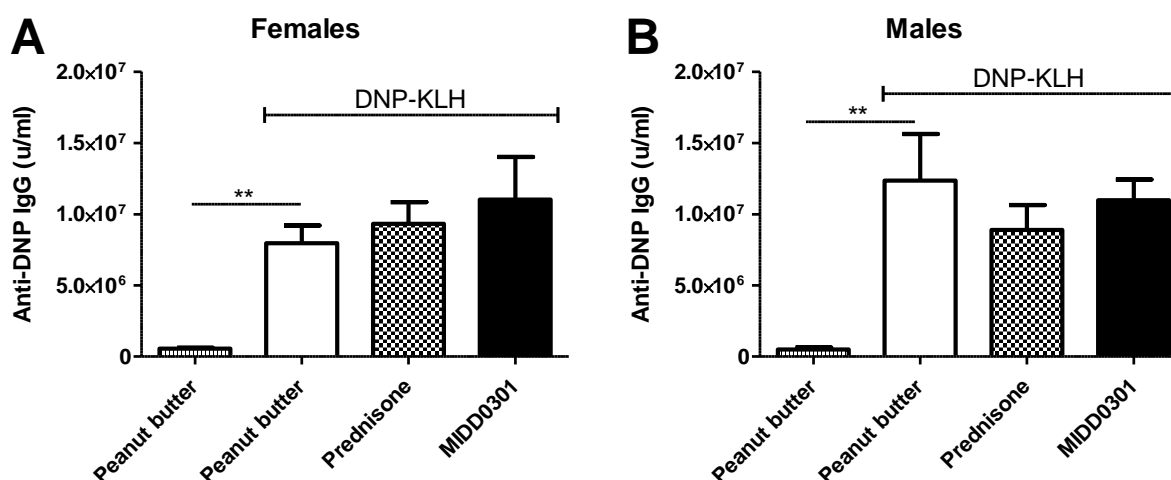 A
Females
Anti-DNP IgG (u/ml)
2.0×10⁷
1.5×10⁷
1.0×10⁷
5.0×10⁶
0
DNP-KLH
**
Peanut butter
Peanut butter
Prednisone
MIDD0301
B
Males
Anti-DNP IgG (u/ml)
2.0×10⁷
1.5×10⁷
1.0×10⁷
5.0×10⁶
0
DNP-KLH
**
Peanut butter
Peanut butter
Prednisone
MIDD0301